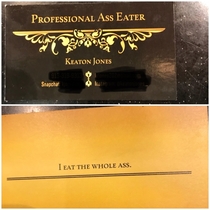 Professional Ass Eater
Keaton Jones
I eat the whole ass.